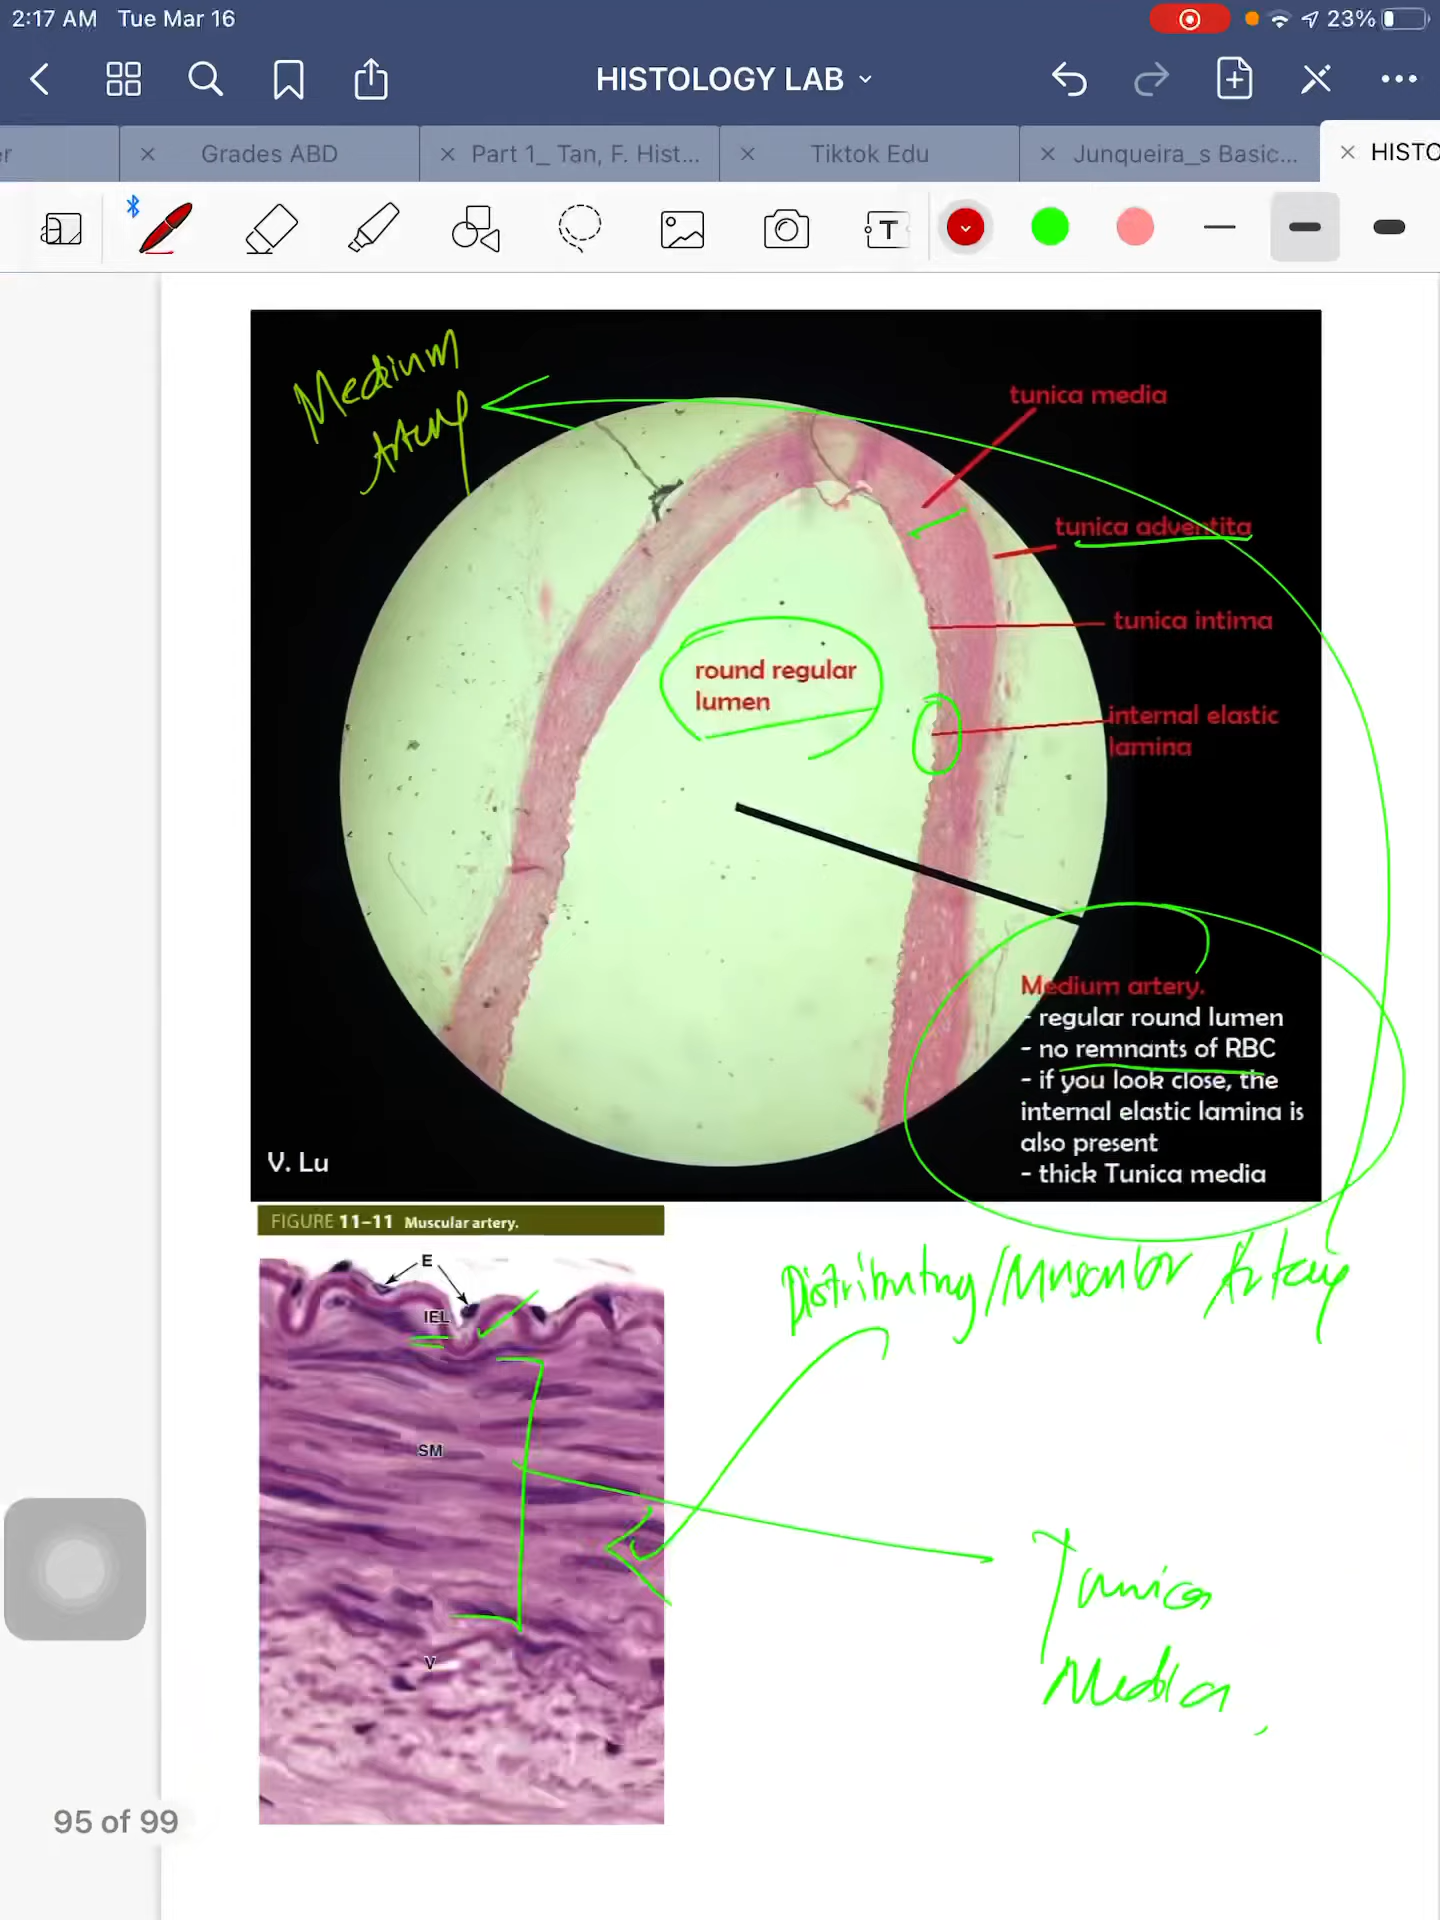 2:17 AM Tue Mar 16
23%
HISTOLOGY LAB
er
Grades ABD
Part 1_ Tan, F. Hist...
Tiktok Edu
Junqueira_s Basic...
HISTO
a
T
Medium
Artery
tunica media
tunica adventita
tunica intima
round regular
lumen
internal elastic
lamina
Medium artery.
- regular round lumen
- no remnants of RBC
- if you look close, the
internal elastic lamina is
also present
- thick Tunica media
V. Lu
FIGURE 11–11 Muscular artery.
E
IEL
Distributing/Muscular Artery
SM
Tunica
Media
V
95 of 99